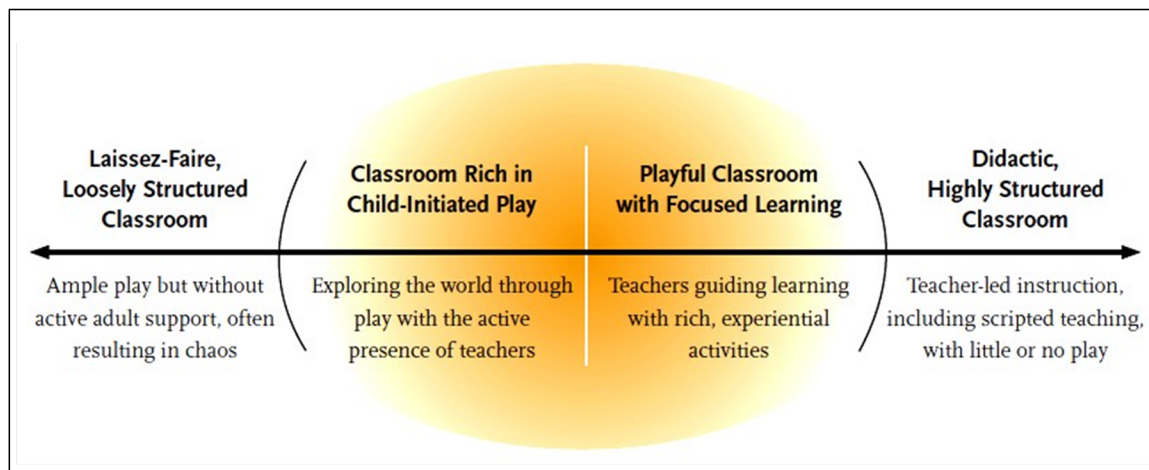 Laissez-Faire,
Loosely Structured
Classroom
Ample play but without
active adult support, often
resulting in chaos
Classroom Rich in
Child-Initiated Play
Exploring the world through
play with the active
presence of teachers
Playful Classroom
with Focused Learning
Teachers guiding learning
with rich, experiential
activities
Didactic,
Highly Structured
Classroom
Teacher-led instruction,
including scripted teaching,
with little or no play